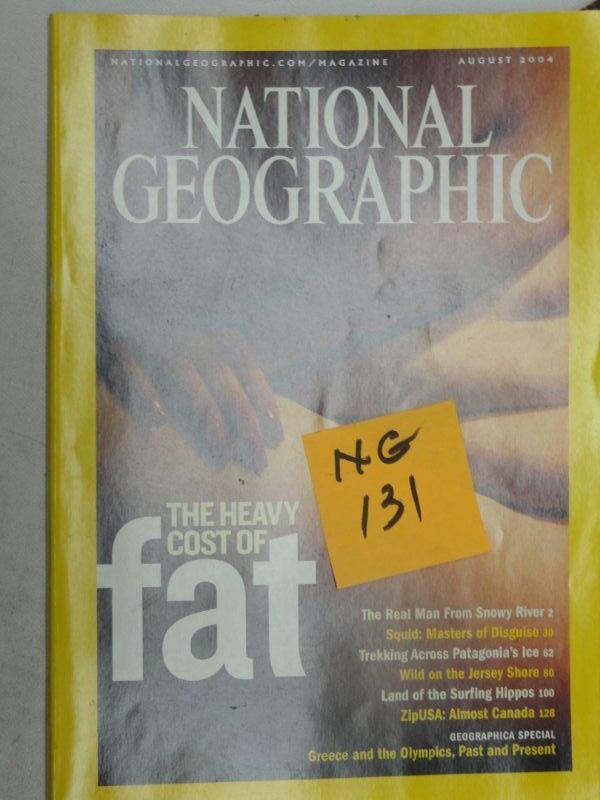 NATIONALGEOGRAPHIC.COM/MAGAZINE AUGUST 2004
NATIONAL
GEOGRAPHIC
NG
131
THE HEAVY
COST OF
fat
The Real Man From Snowy River 2
Squid: Masters of Disguise 30
Trekking Across Patagonia's Ice 62
Wild on the Jersey Shore 80
Land of the Surfing Hippos 100
ZipUSA: Almost Canada 128
GEOGRAPHICA SPECIAL
Greece and the Olympics, Past and Present